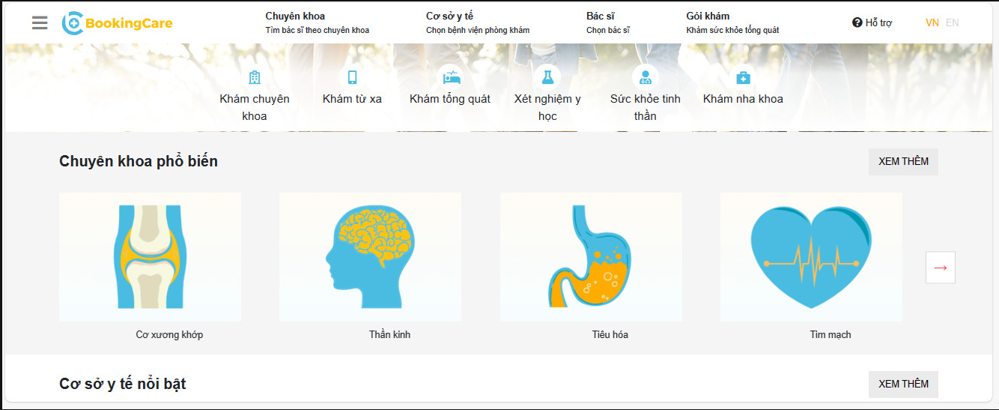 BookingCare
Chuyên khoa
Tìm bác sĩ theo chuyên khoa
Cơ sở y tế
Chọn bệnh viện phòng khám
Bác sĩ
Chọn bác sĩ
Gói khám
Khám sức khỏe tổng quát
Hỗ trợ
VN EN
Khám chuyên
khoa
Khám từ xa
Khám tổng quát
Xét nghiệm y
học
Sức khỏe tinh
thần
Khám nha khoa
Chuyên khoa phổ biến
XEM THÊM
Cơ xương khớp
Thần kinh
Tiêu hóa
Tim mạch
Cơ sở y tế nổi bật
XEM THÊM